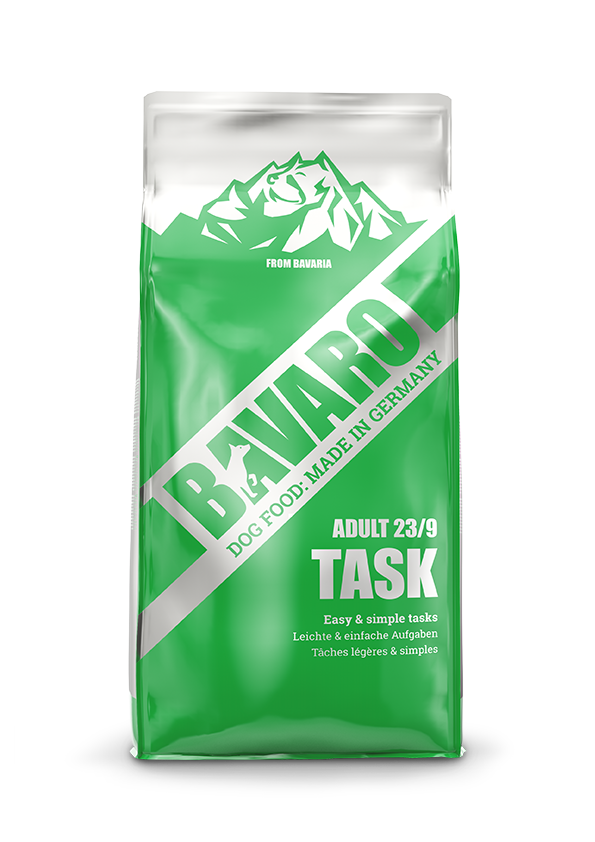 FROM BAVARIA
BAVARO
DOG FOOD: MADE IN GERMANY
ADULT 23/9
TASK
Easy & simple tasks
Leichte & einfache Aufgaben
Tâches légères & simples